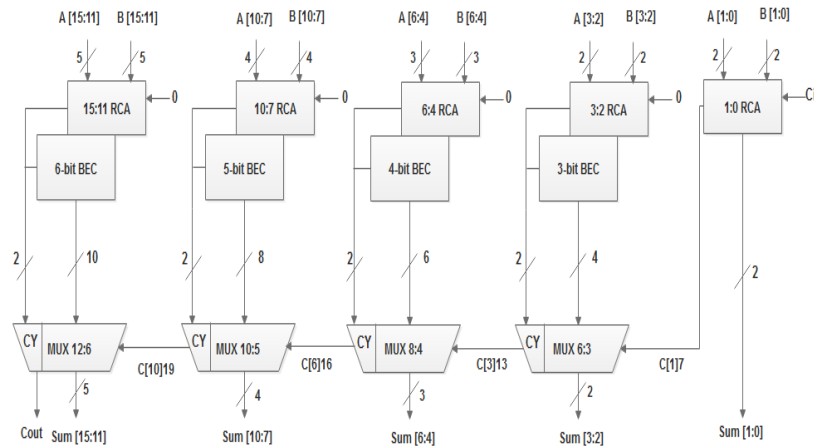 A [15:11] B [15:11] A [10:7] B [10:7] A [6:4] B [6:4] A [3:2] B [3:2] A [1:0] B [1:0]
5 5 4 4 3 3 2 2 2 2
15:11 RCA 0 10:7 RCA 0 6:4 RCA 0 3:2 RCA 0 1:0 RCA
6-bit BEC 5-bit BEC 4-bit BEC 3-bit BEC
2 10 2 8 2 6 2 4 2
CY MUX 12:6 CY MUX 10:5 CY MUX 8:4 CY MUX 6:3
C[10]19 C[6]16 C[3]13 C[1]7
5 4 3 2
Cout Sum [15:11] Sum [10:7] Sum [6:4] Sum [3:2] Sum [1:0]